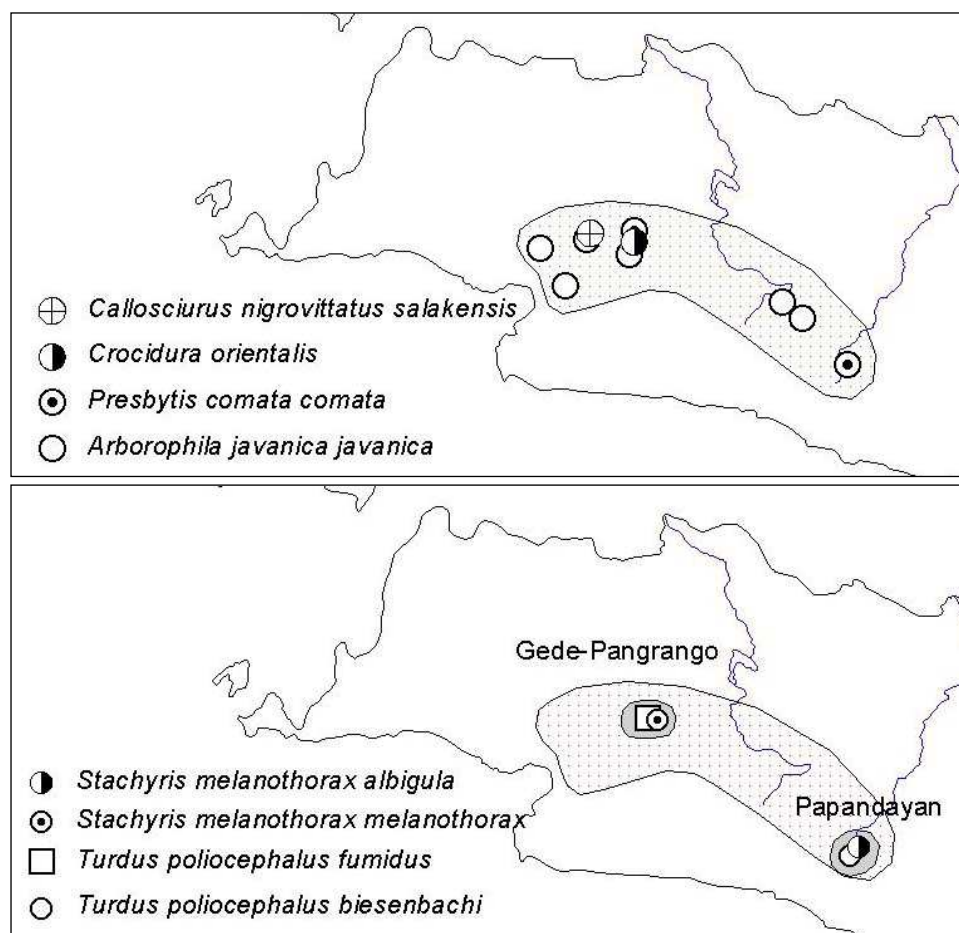 Callosciurus nigrovittatus salakensis
Crocidura orientalis
Presbytis comata comata
Arborophila javanica javanica
Gede-Pangrango
Papandayan
Stachyris melanothorax albigula
Stachyris melanothorax melanothorax
Turdus poliocephalus fumidus
Turdus poliocephalus biesenbachi